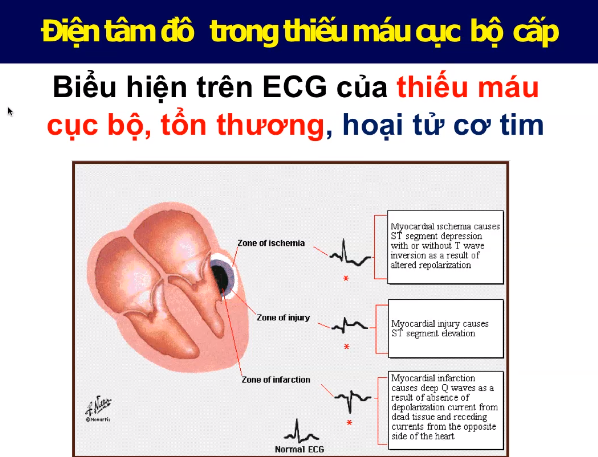 Điện tâm đồ trong thiếu máu cục bộ cấp
Biểu hiện trên ECG của thiếu máu
cục bộ, tổn thương, hoại tử cơ tim
Zone of ischemia
Myocardial ischemia causes
ST segment depression
with or without T wave
inversion as a result of
altered repolarization
*
Zone of injury
Myocardial injury causes
ST segment elevation
*
Zone of infarction
Myocardial infarction
causes deep Q waves as a
result of absence of
depolarization current from
dead tissue and receding
currents from the opposite
side of the heart
*
Normal ECG